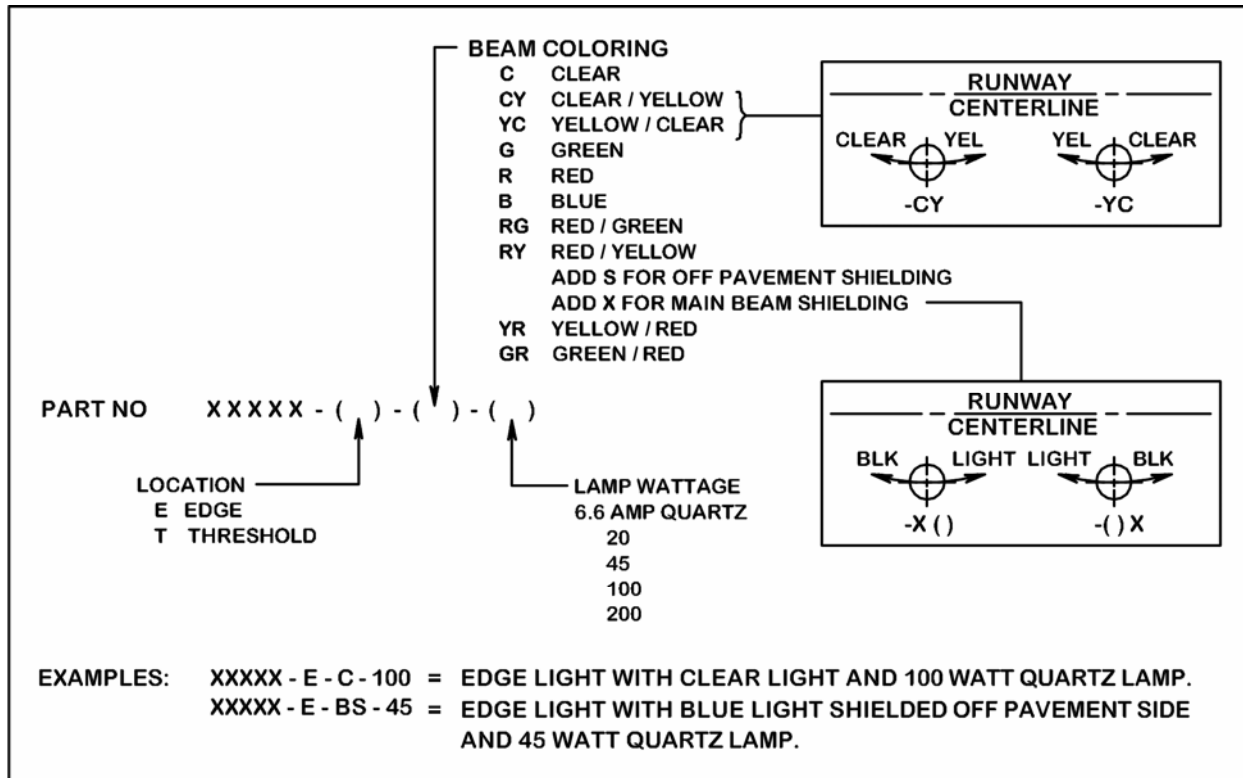 BEAM COLORING
C CLEAR
CY CLEAR / YELLOW
YC YELLOW / CLEAR
G GREEN
R RED
B BLUE
RG RED / GREEN
RY RED / YELLOW
ADD S FOR OFF PAVEMENT SHIELDING
ADD X FOR MAIN BEAM SHIELDING
YR YELLOW / RED
GR GREEN / RED
RUNWAY
CENTERLINE
CLEAR YEL YEL CLEAR
-CY -YC
PART NO XXXXX - ( ) - ( ) - ( )
LOCATION
E EDGE
T THRESHOLD
LAMP WATTAGE
6.6 AMP QUARTZ
20
45
100
200
RUNWAY
CENTERLINE
BLK LIGHT LIGHT BLK
-X ( ) -( ) X
EXAMPLES: XXXXX - E - C - 100 = EDGE LIGHT WITH CLEAR LIGHT AND 100 WATT QUARTZ LAMP.
XXXXX - E - BS - 45 = EDGE LIGHT WITH BLUE LIGHT SHIELDED OFF PAVEMENT SIDE
AND 45 WATT QUARTZ LAMP.